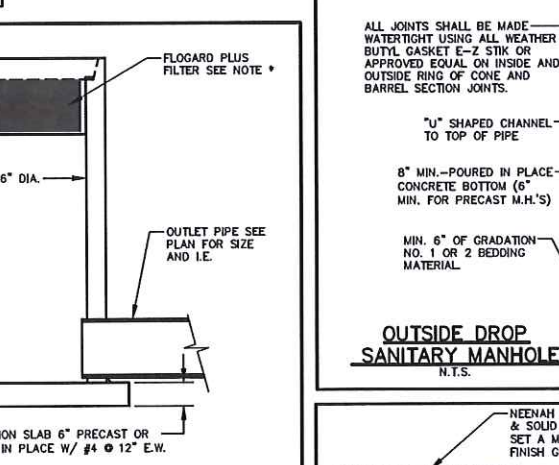 FLOGARD PLUS
FILTER SEE NOTE *
6" DIA.
OUTLET PIPE SEE
PLAN FOR SIZE
AND I.E.
ION SLAB 6" PRECAST OR
IN PLACE W/ #4 @ 12" E.W.
ALL JOINTS SHALL BE MADE
WATERTIGHT USING ALL WEATHER
BUTYL GASKET E-Z STIK OR
APPROVED EQUAL ON INSIDE AND
OUTSIDE RING OF CONE AND
BARREL SECTION JOINTS.
"U" SHAPED CHANNEL
TO TOP OF PIPE
8" MIN.-POURED IN PLACE
CONCRETE BOTTOM (6"
MIN. FOR PRECAST M.H.'S)
MIN. 6" OF GRADATION
NO. 1 OR 2 BEDDING
MATERIAL
OUTSIDE DROP
SANITARY MANHOLE
N.T.S.
NEENAH
& SOLID
SET A M
FINISH G